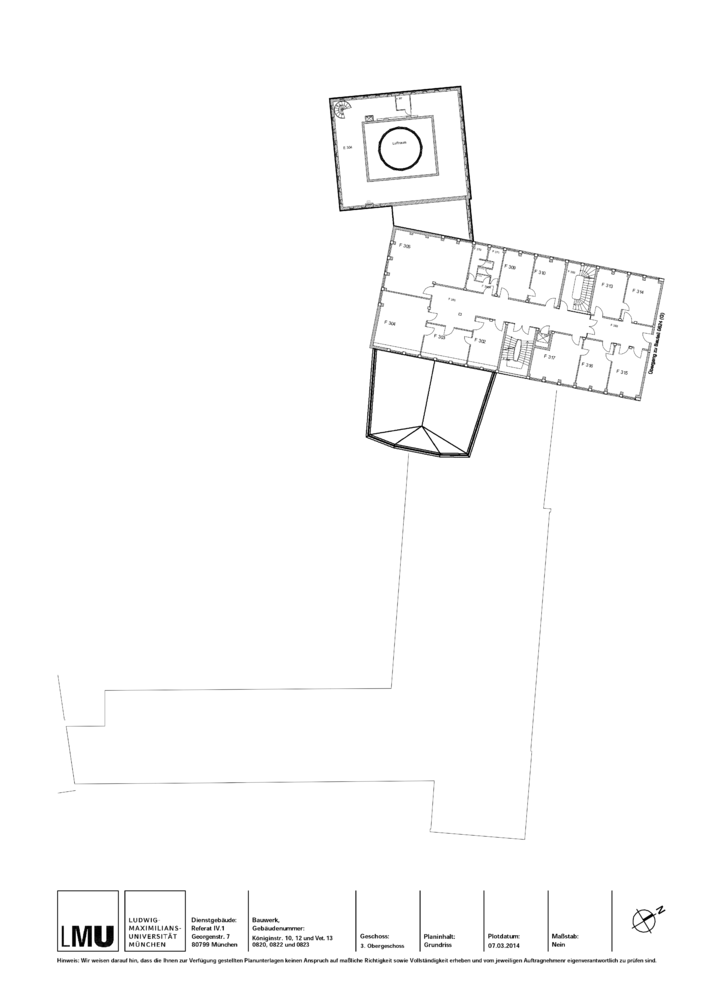 E 304
Luftraum
F 305
F 309
F 310
F 313
F 314
F 304
F 303
F 302
F 317
F 316
F 315
Übergang zu Bauteil 0824 (G)
N
LMU
LUDWIG-
MAXIMILIANS-
UNIVERSITÄT
MÜNCHEN
Dienstgebäude:
Referat IV.1
Georgenstr. 7
80799 München
Bauwerk,
Gebäudenummer:
Königinstr. 10, 12 und Vet. 13
0820, 0822 und 0823
Geschoss:
3. Obergeschoss
Planinhalt:
Grundriss
Plotdatum:
07.03.2014
Maßstab:
Nein
Hinweis: Wir weisen darauf hin, dass die Ihnen zur Verfügung gestellten Planunterlagen keinen Anspruch auf maßliche Richtigkeit sowie Vollständigkeit erheben und vom jeweiligen Auftragnehmer eigenverantwortlich zu prüfen sind.